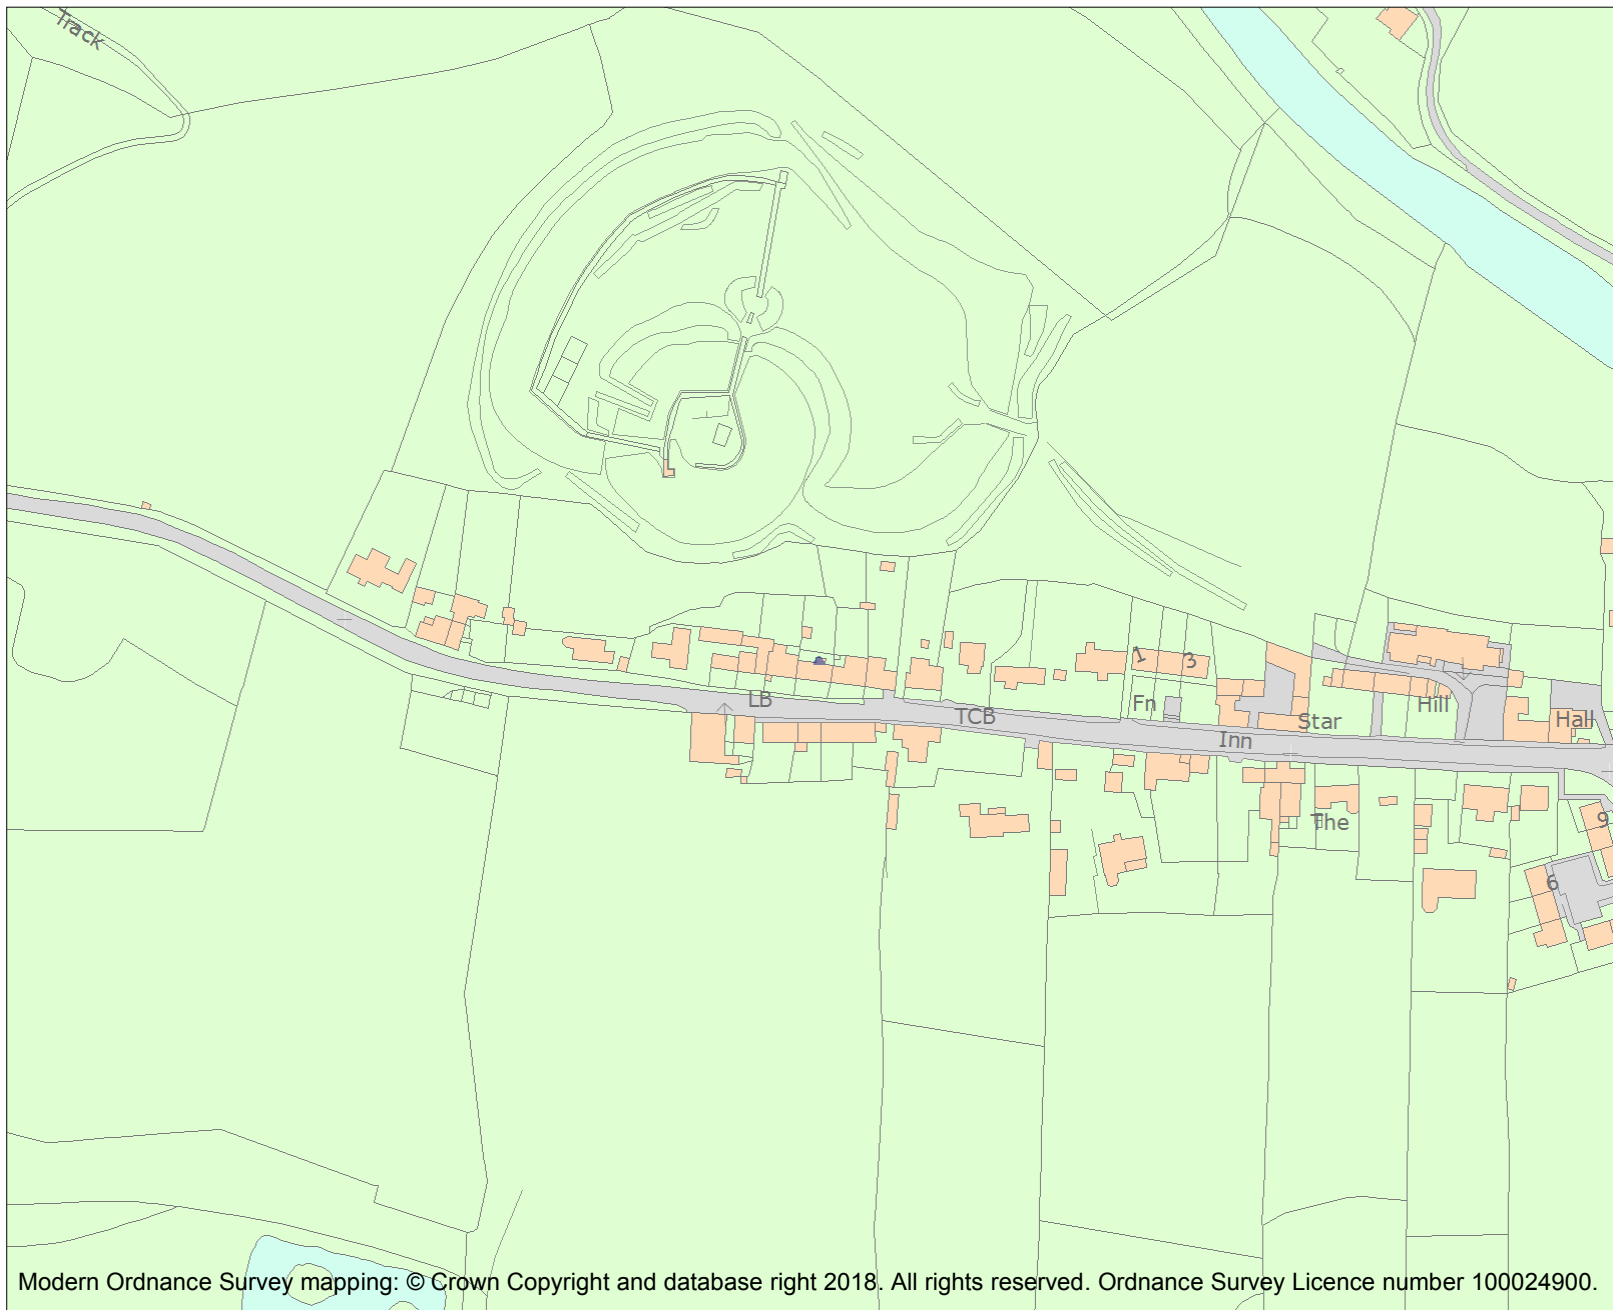 Track
1
3
LB
Fn
TCB
Star
Hill
Hall
Inn
The
9
6
Modern Ordnance Survey mapping: © Crown Copyright and database right 2018. All rights reserved. Ordnance Survey Licence number 100024900.